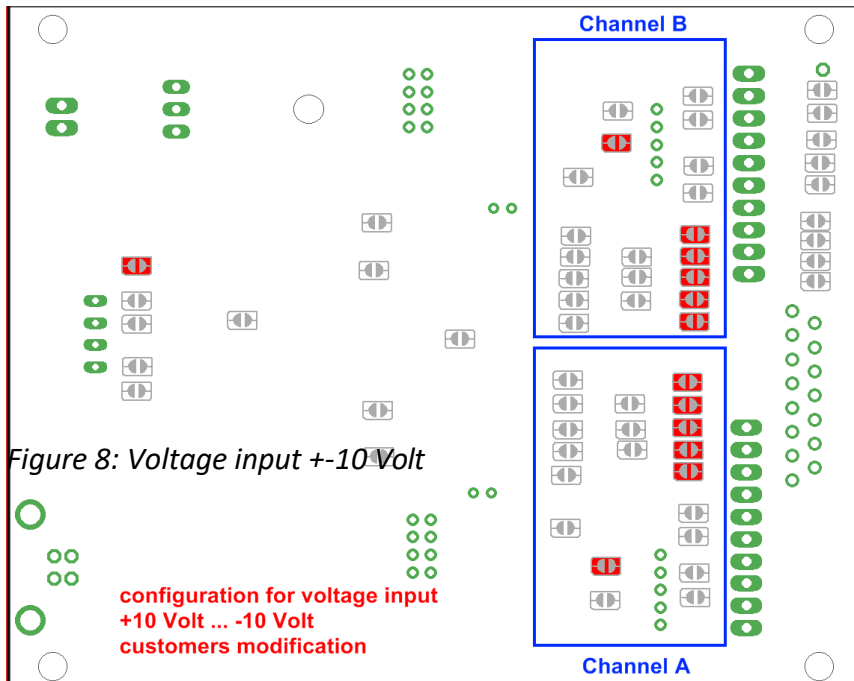 Channel B
Figure 8: Voltage input +-10 Volt
configuration for voltage input
+10 Volt ... -10 Volt
customers modification
Channel A